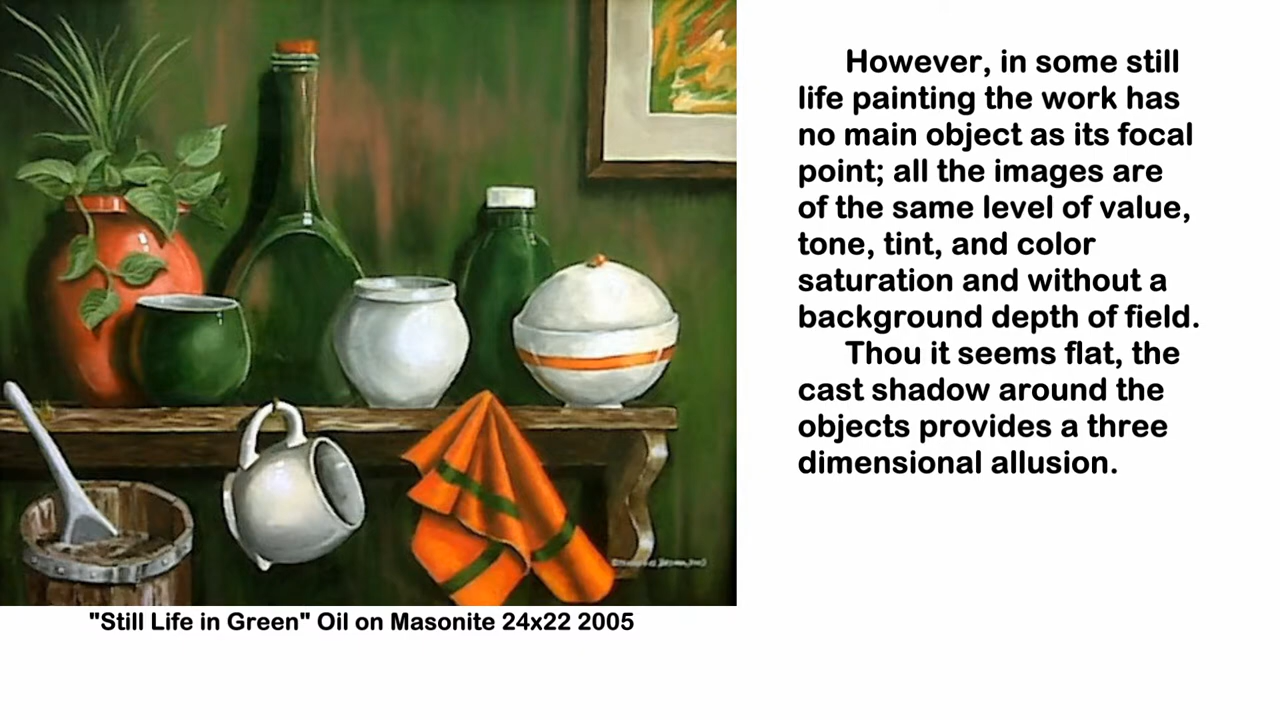 However, in some still
life painting the work has
no main object as its focal
point; all the images are
of the same level of value,
tone, tint, and color
saturation and without a
background depth of field.
Thou it seems flat, the
cast shadow around the
objects provides a three
dimensional allusion.
"Still Life in Green" Oil on Masonite 24x22 2005